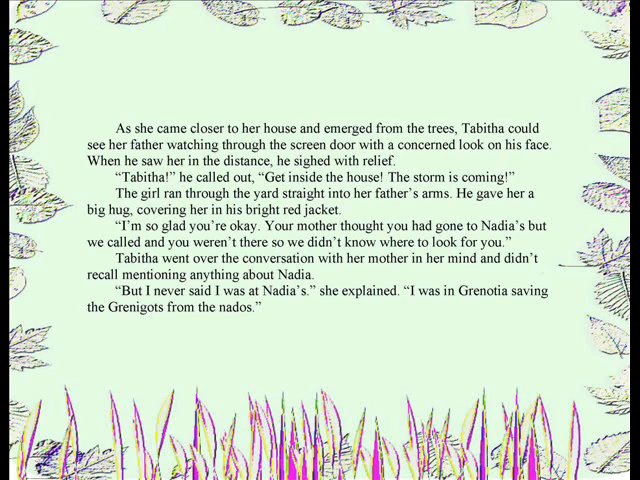 As she came closer to her house and emerged from the trees, Tabitha could
see her father watching through the screen door with a concerned look on his face.
When he saw her in the distance, he sighed with relief.
“Tabitha!” he called out, “Get inside the house! The storm is coming!”
The girl ran through the yard straight into her father’s arms. He gave her a
big hug, covering her in his bright red jacket.
“I’m so glad you’re okay. Your mother thought you had gone to Nadia’s but
we called and you weren’t there so we didn’t know where to look for you.”
Tabitha went over the conversation with her mother in her mind and didn’t
recall mentioning anything about Nadia.
“But I never said I was at Nadia’s.” she explained. “I was in Grenotia saving
the Grenigots from the nados.”